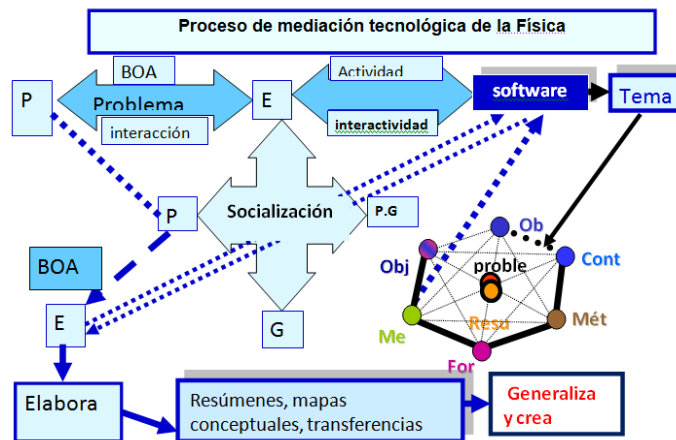 Proceso de mediación tecnológica de la Física
P
BOA
Problema
interacción
E
Actividad
interactividad
software
Tema
P
Socialización
P.G
G
BOA
E
Ob
Obj
proble
Cont
Resu
Me
Mét
For
Elabora
Resúmenes, mapas
conceptuales, transferencias
Generaliza
y crea